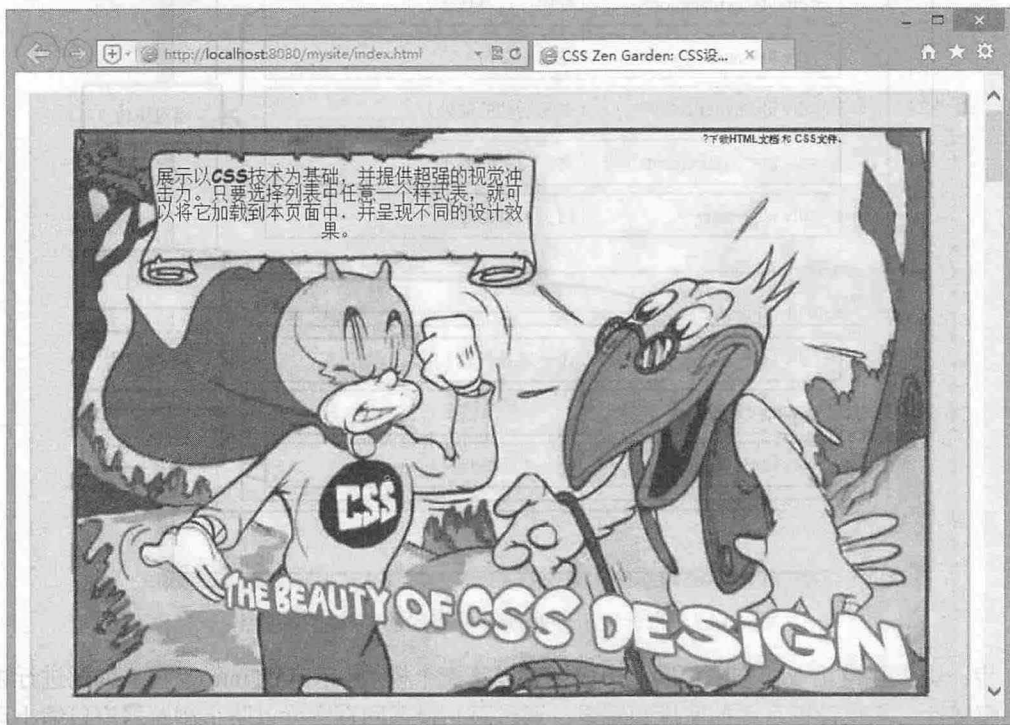 http://localhost:8080/mysite/index.html
CSS Zen Garden: CSS设...
?下载HTML文档 和 CSS文件。
展示以CSS技术为基础，并提供超强的视觉冲
击力。只要选择列表中任意一个样式表，就可
以将它加载到本页面中，并呈现不同的设计效
果。
CSS
THE BEAUTY OF CSS DESiGN